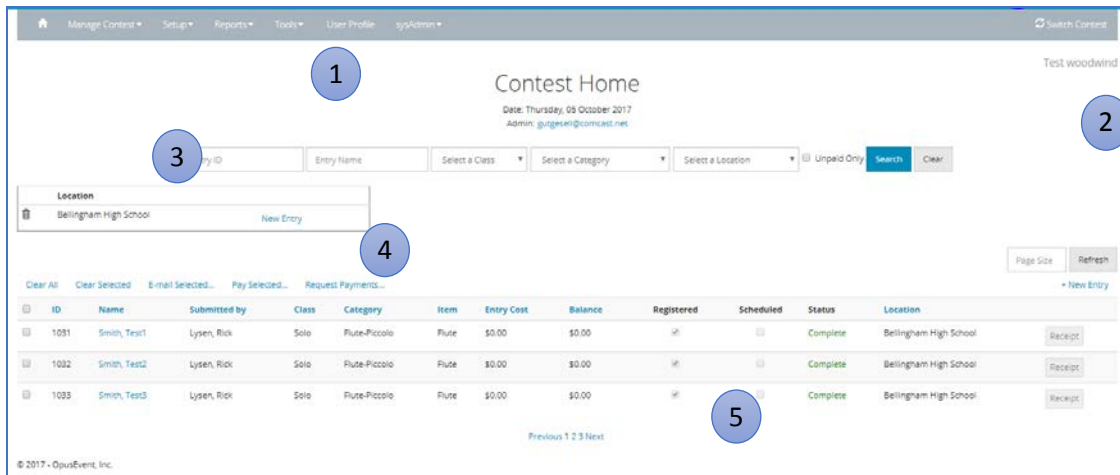 Manage Contest Setup Reports Tools User Profile sysAdmin Switch Contest
Test woodwind
1
Contest Home
Date: Thursday, 05 October 2017
Admin: gutgesell@comcast.net
2
3
ry ID Entry Name Select a Class Select a Category Select a Location Unpaid Only Search Clear
Location
Bellingham High School New Entry
4
Page Size Refresh
Clear All Clear Selected E-mail Selected... Pay Selected... Request Payments... + New Entry
ID Name Submitted by Class Category Item Entry Cost Balance Registered Scheduled Status Location
1031 Smith, Test1 Lysen, Rick Solo Flute-Piccolo Flute $0.00 $0.00 Complete Bellingham High School Receipt
1032 Smith, Test2 Lysen, Rick Solo Flute-Piccolo Flute $0.00 $0.00 Complete Bellingham High School Receipt
1033 Smith, Test3 Lysen, Rick Solo Flute-Piccolo Flute $0.00 $0.00 Complete Bellingham High School Receipt
5
Previous 1 2 3 Next
© 2017 - OpusEvent, Inc.